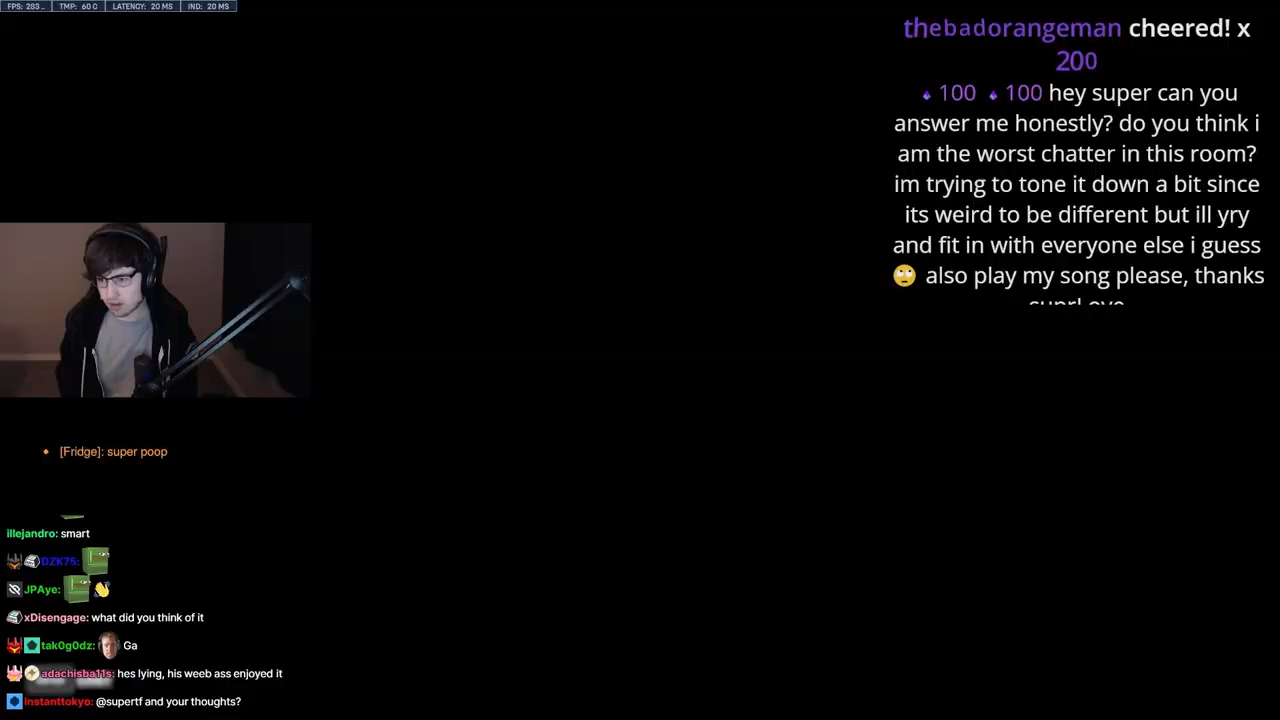 FPS: 283 TMP: 60 C LATENCY: 20 MS IND: 20 MS
thebadorangeman cheered! x
200
100 100 hey super can you
answer me honestly? do you think i
am the worst chatter in this room?
im trying to tone it down a bit since
its weird to be different but ill yry
and fit in with everyone else i guess
🙄 also play my song please, thanks
suprLove
[Fridge]: super poop
illejandro: smart
DZK75:
JPAye: 👋
xDisengage: what did you think of it
tak0g0dz: Ga
adachisba11s: hes lying, his weeb ass enjoyed it
instanttokyo: @supertf and your thoughts?